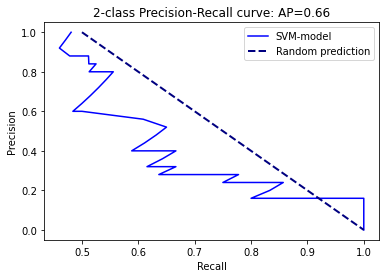 2-class Precision-Recall curve: AP=0.66
SVM-model
Random prediction
Precision
1.0
0.8
0.6
0.4
0.2
0.0
0.5 0.6 0.7 0.8 0.9 1.0
Recall